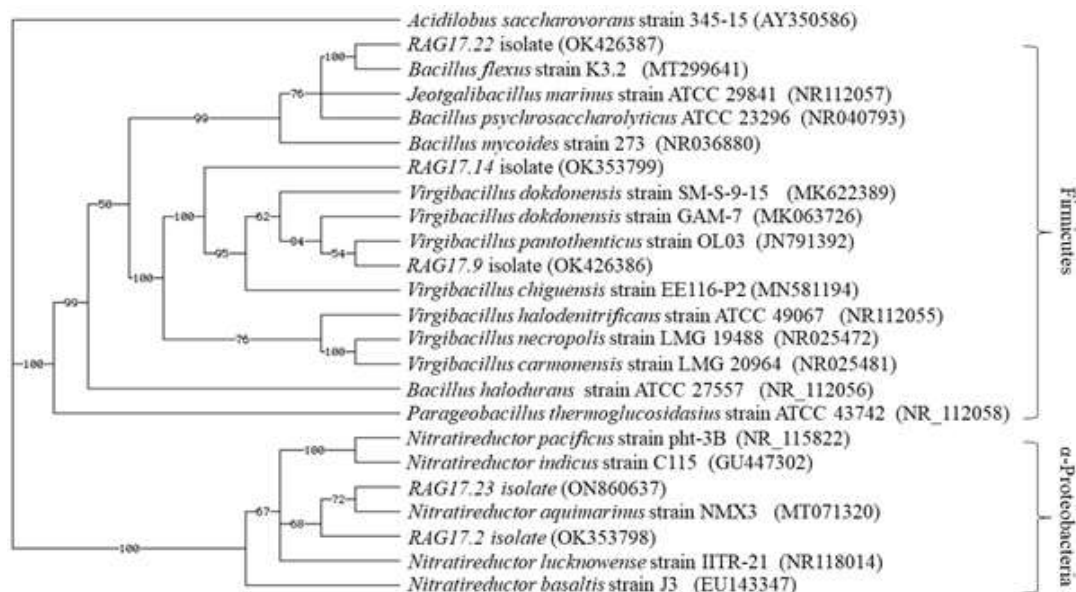 Acidilobus saccharovorans strain 345-15 (AY350586)
RAG17.22 isolate (OK426387)
100
Bacillus flexus strain K3.2 (MT299641)
76
Jeotgalibacillus marinus strain ATCC 29841 (NR112057)
99
Bacillus psychrosaccharolyticus ATCC 23296 (NR040793)
Bacillus mycoides strain 273 (NR036880)
RAG17.14 isolate (OK353799)
Virgibacillus dokdonensis strain SM-S-9-15 (MK622389)
58
100
62
Virgibacillus dokdonensis strain GAM-7 (MK063726)
94
Virgibacillus pantothenticus strain OL03 (JN791392)
95
54
RAG17.9 isolate (OK426386)
100
Virgibacillus chiguensis strain EE116-P2 (MN581194)
99
Virgibacillus halodenitrificans strain ATCC 49067 (NR112055)
76
Virgibacillus necropolis strain LMG 19488 (NR025472)
100
Virgibacillus carmonensis strain LMG 20964 (NR025481)
100
Bacillus halodurans strain ATCC 27557 (NR_112056)
Parageobacillus thermoglucosidasius strain ATCC 43742 (NR_112058)
Firmicutes
Nitratireductor pacificus strain pht-3B (NR_115822)
100
Nitratireductor indicus strain C115 (GU447302)
RAG17.23 isolate (ON860637)
72
67
Nitratireductor aquimarinus strain NMX3 (MT071320)
68
RAG17.2 isolate (OK353798)
100
Nitratireductor lucknowense strain IITR-21 (NR118014)
Nitratireductor basaltis strain J3 (EU143347)
α-Proteobacteria